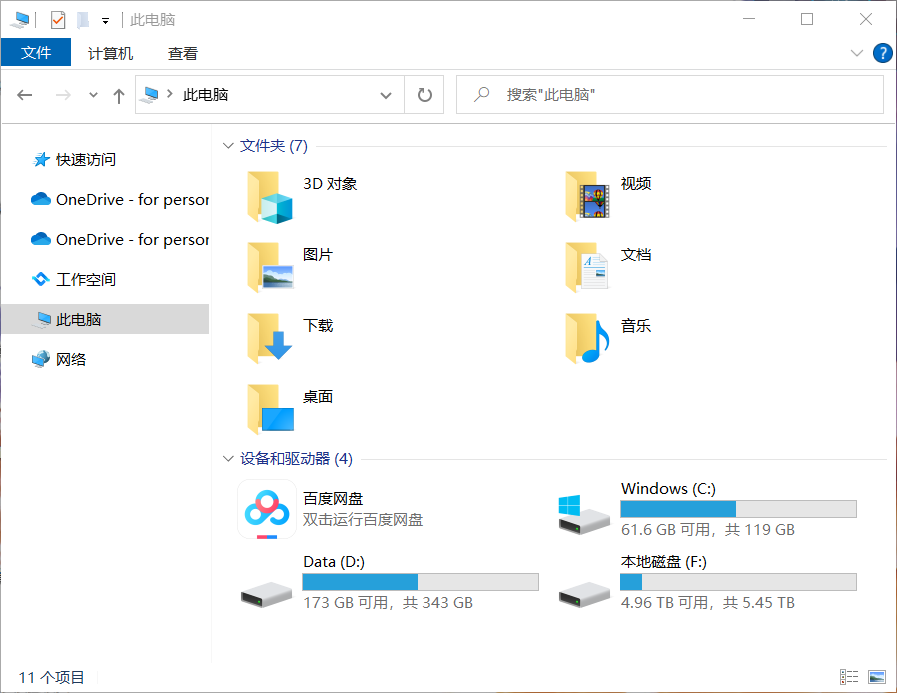 此电脑
文件 计算机 查看
此电脑
搜索"此电脑"
快速访问
OneDrive - for person
OneDrive - for person
工作空间
此电脑
网络
文件夹 (7)
3D 对象
视频
图片
文档
下载
音乐
桌面
设备和驱动器 (4)
百度网盘
双击运行百度网盘
Windows (C:)
61.6 GB 可用，共 119 GB
Data (D:)
173 GB 可用，共 343 GB
本地磁盘 (F:)
4.96 TB 可用，共 5.45 TB
11 个项目